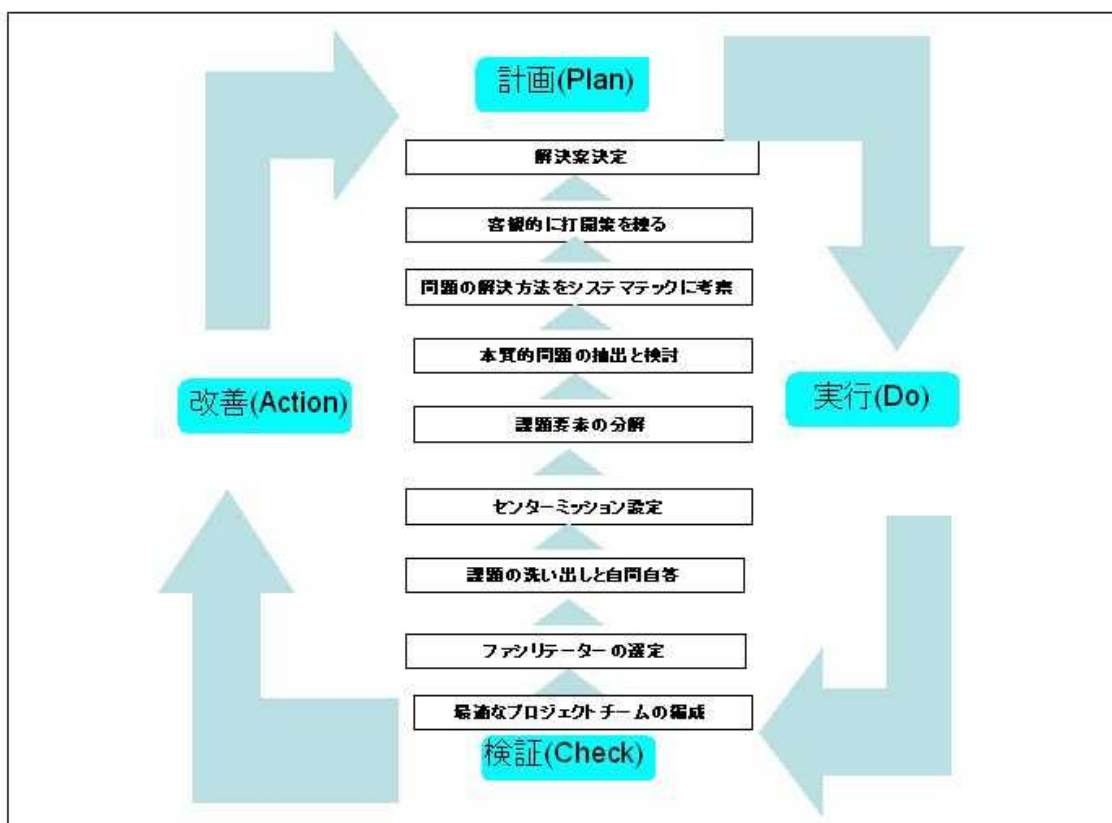 計画(Plan)
解決案決定
客観的に打開策を練る
問題の解決方法をシステマテックに考案
本質的問題の抽出と検討
改善(Action)
実行(Do)
課題要素の分解
センターミッション設定
課題の洗い出しと自問自答
ファシリテーターの選定
最適なプロジェクトチームの編成
検証(Check)